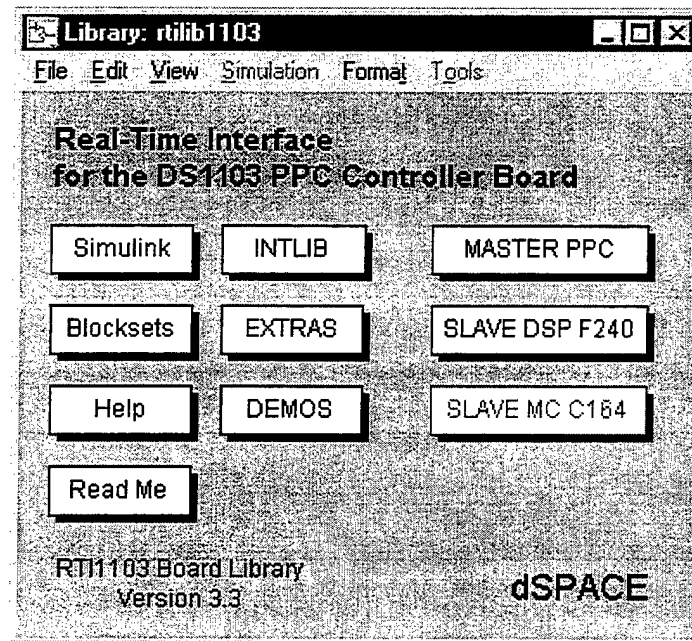 Library: rtilib1103
File Edit View Simulation Format Tools
Real-Time Interface
for the DS1103 PPC Controller Board
Simulink INTLIB MASTER PPC
Blocksets EXTRAS SLAVE DSP F240
Help DEMOS SLAVE MC C164
Read Me
RTI1103 Board Library
Version 3.3
dSPACE